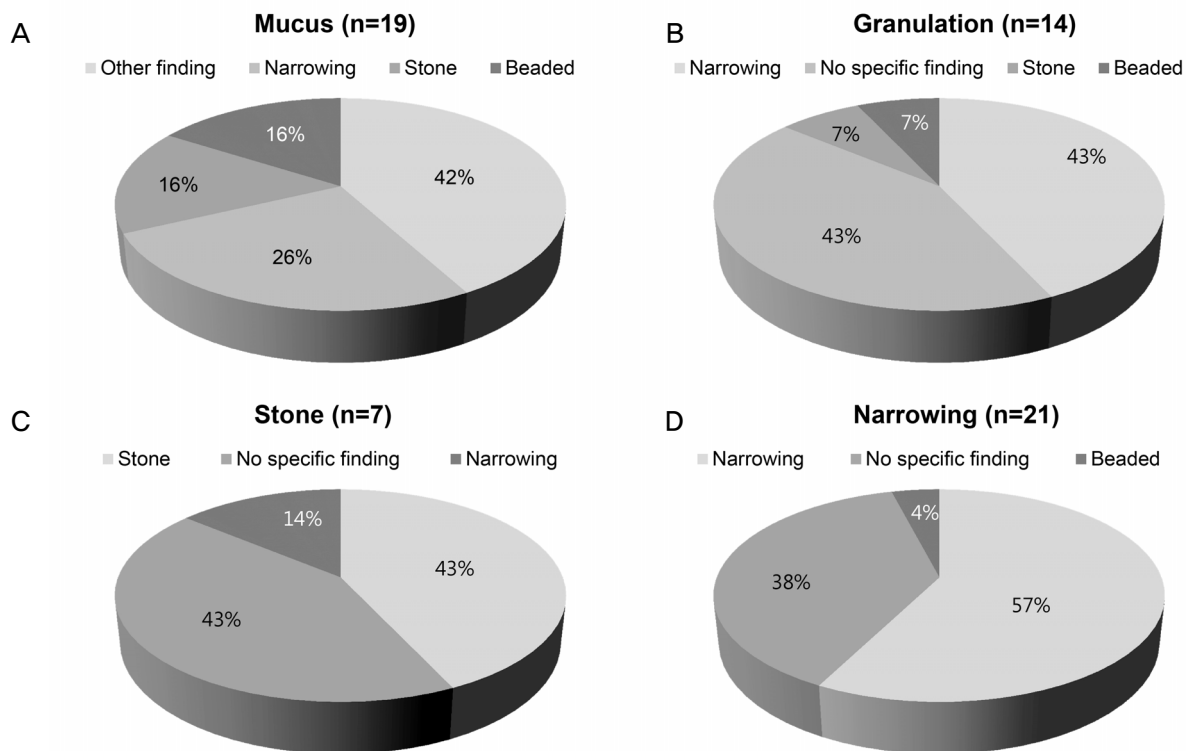 A
Mucus (n=19)
Other finding Narrowing Stone Beaded
16%
42%
16%
26%
B
Granulation (n=14)
Narrowing No specific finding Stone Beaded
7%
7%
43%
43%
C
Stone (n=7)
Stone No specific finding Narrowing
14%
43%
43%
D
Narrowing (n=21)
Narrowing No specific finding Beaded
4%
38%
57%